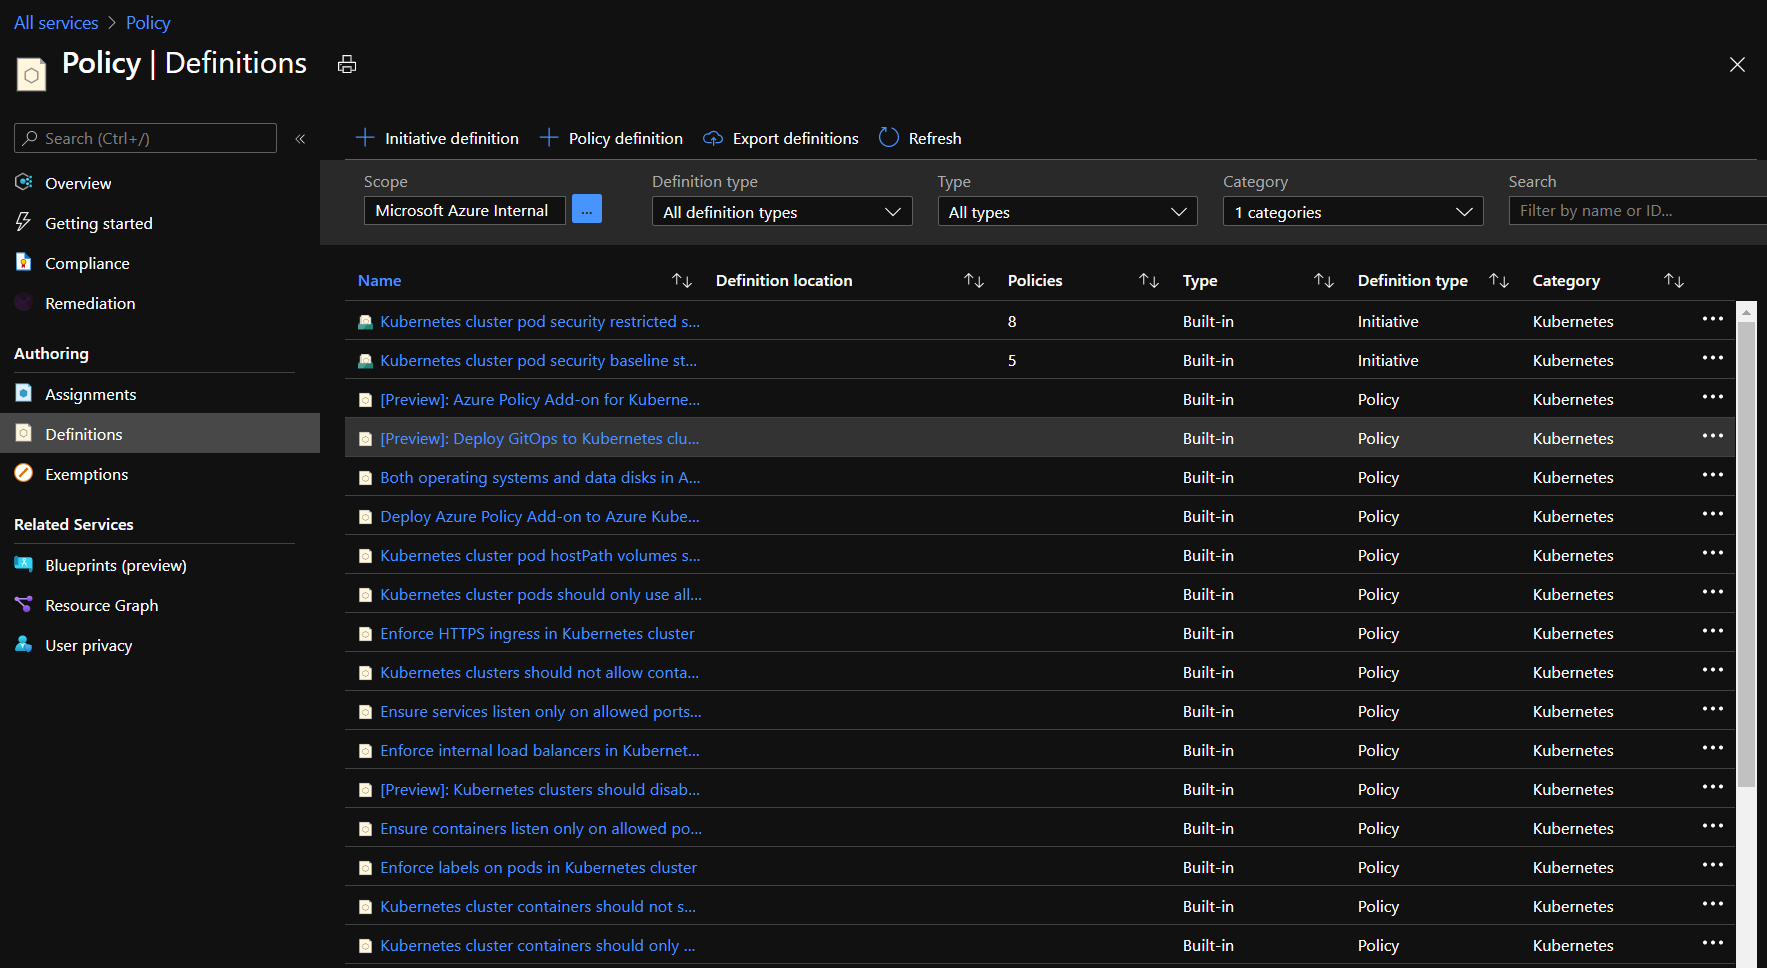 All services > Policy
Policy | Definitions
Search (Ctrl+/)
«
Overview
Getting started
Compliance
Remediation
Authoring
Assignments
Definitions
Exemptions
Related Services
Blueprints (preview)
Resource Graph
User privacy
Initiative definition Policy definition Export definitions Refresh
Scope Definition type Type Category Search
Microsoft Azure Internal ... All definition types All types 1 categories Filter by name or ID...
Name Definition location Policies Type Definition type Category
Kubernetes cluster pod security restricted s... 8 Built-in Initiative Kubernetes ...
Kubernetes cluster pod security baseline st... 5 Built-in Initiative Kubernetes ...
[Preview]: Azure Policy Add-on for Kuberne... Built-in Policy Kubernetes ...
[Preview]: Deploy GitOps to Kubernetes clu... Built-in Policy Kubernetes ...
Both operating systems and data disks in A... Built-in Policy Kubernetes ...
Deploy Azure Policy Add-on to Azure Kube... Built-in Policy Kubernetes ...
Kubernetes cluster pod hostPath volumes s... Built-in Policy Kubernetes ...
Kubernetes cluster pods should only use all... Built-in Policy Kubernetes ...
Enforce HTTPS ingress in Kubernetes cluster Built-in Policy Kubernetes ...
Kubernetes clusters should not allow conta... Built-in Policy Kubernetes ...
Ensure services listen only on allowed ports... Built-in Policy Kubernetes ...
Enforce internal load balancers in Kubernet... Built-in Policy Kubernetes ...
[Preview]: Kubernetes clusters should disab... Built-in Policy Kubernetes ...
Ensure containers listen only on allowed po... Built-in Policy Kubernetes ...
Enforce labels on pods in Kubernetes cluster Built-in Policy Kubernetes ...
Kubernetes cluster containers should not s... Built-in Policy Kubernetes ...
Kubernetes cluster containers should only ... Built-in Policy Kubernetes ...